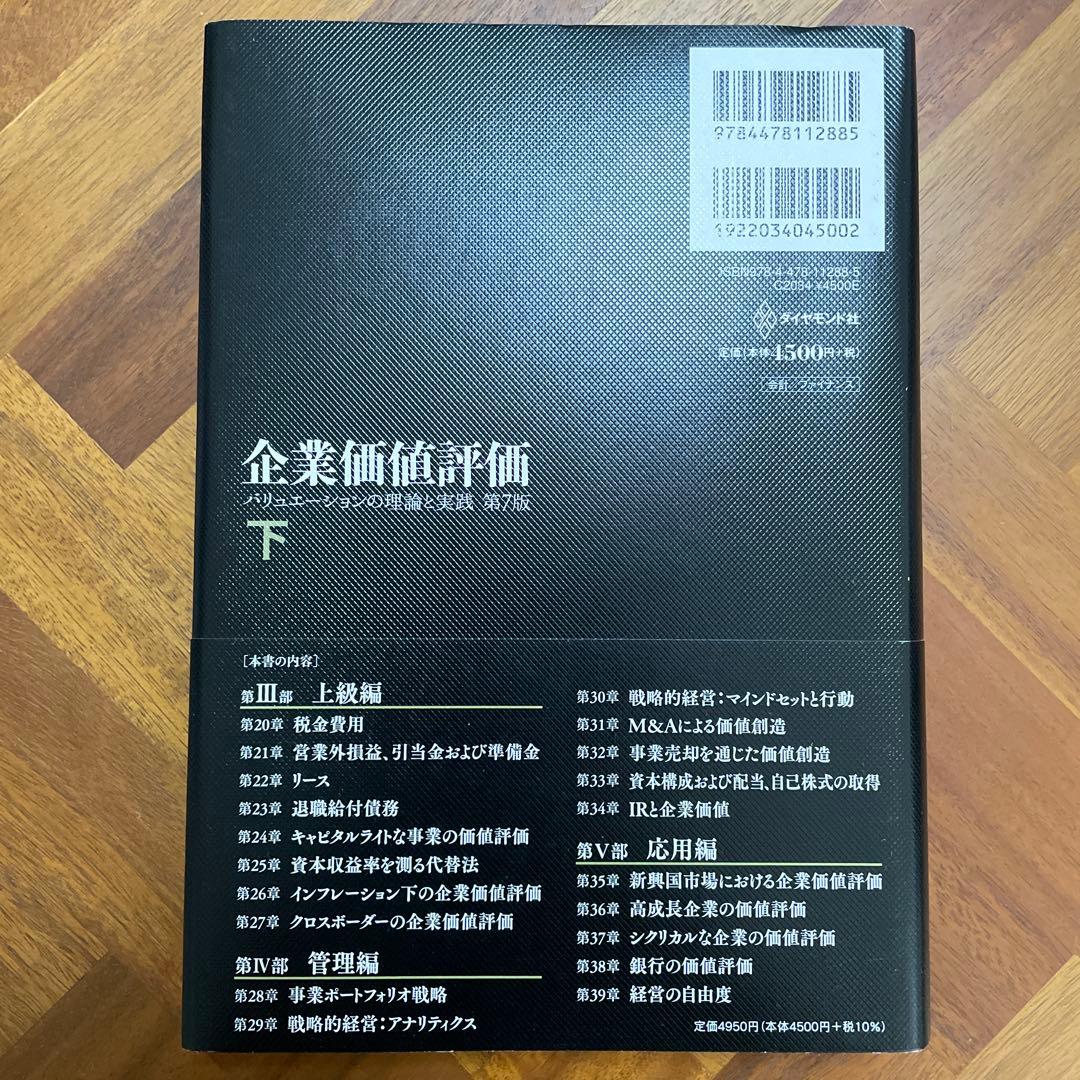 9784478112885
1922034045002
ISBN978-4-478-11288-5
C2034 ¥4500E
ダイヤモンド社
定価(本体4500円+税)
[会計/ファイナンス]
企業価値評価
バリュエーションの理論と実践 第7版
下
[本書の内容]
第Ⅲ部 上級編
第20章 税金費用
第21章 営業外損益、引当金および準備金
第22章 リース
第23章 退職給付債務
第24章 キャピタルライトな事業の価値評価
第25章 資本収益率を測る代替法
第26章 インフレーション下の企業価値評価
第27章 クロスボーダーの企業価値評価
第Ⅳ部 管理編
第28章 事業ポートフォリオ戦略
第29章 戦略的経営:アナリティクス
第30章 戦略的経営:マインドセットと行動
第31章 M&Aによる価値創造
第32章 事業売却を通じた価値創造
第33章 資本構成および配当、自己株式の取得
第34章 IRと企業価値
第Ⅴ部 応用編
第35章 新興国市場における企業価値評価
第36章 高成長企業の価値評価
第37章 シクリカルな企業の価値評価
第38章 銀行の価値評価
第39章 経営の自由度
定価4950円(本体4500円+税10%)